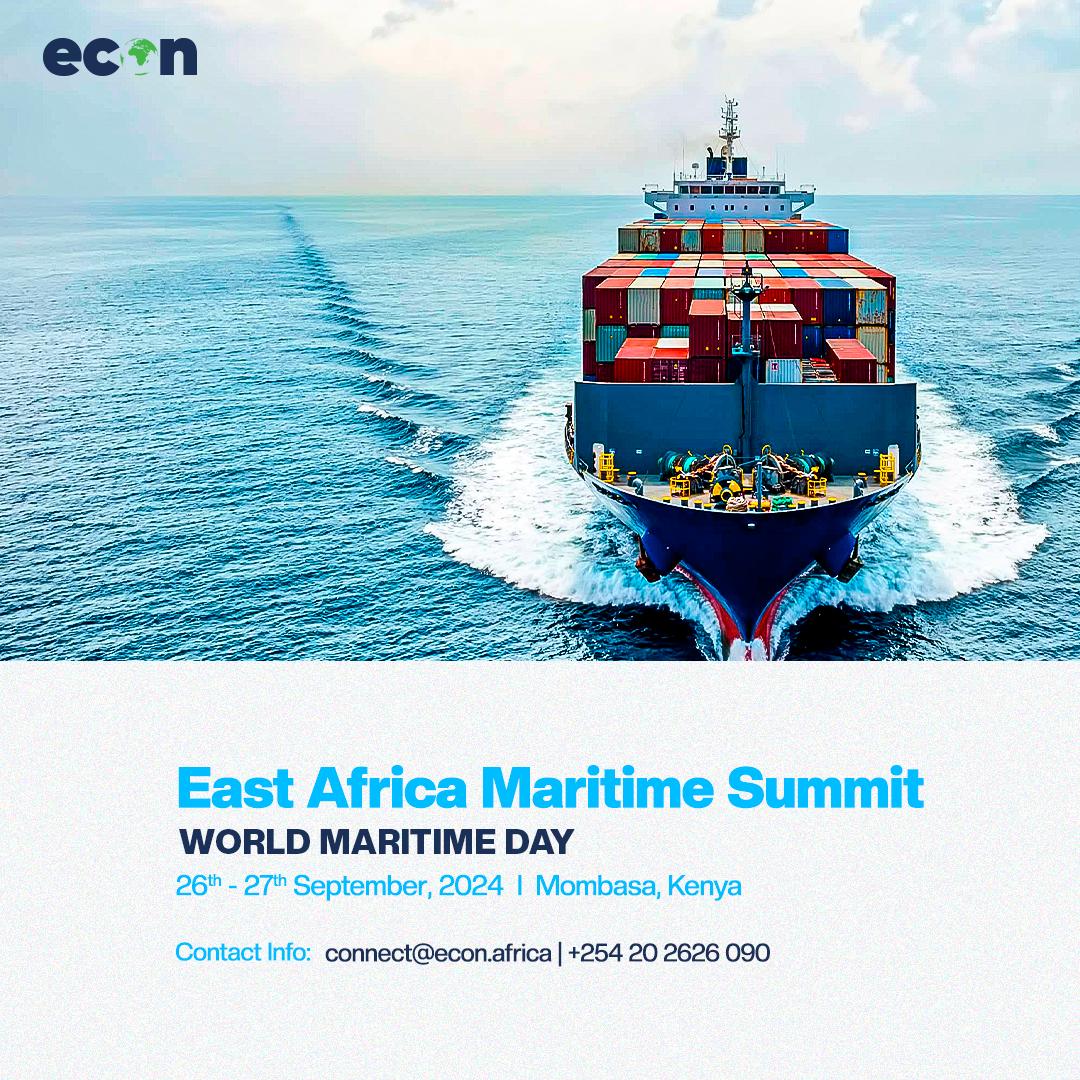 econ
East Africa Maritime Summit
WORLD MARITIME DAY
26th - 27th September, 2024 | Mombasa, Kenya
Contact Info: connect@econ.africa | +254 20 2626 090